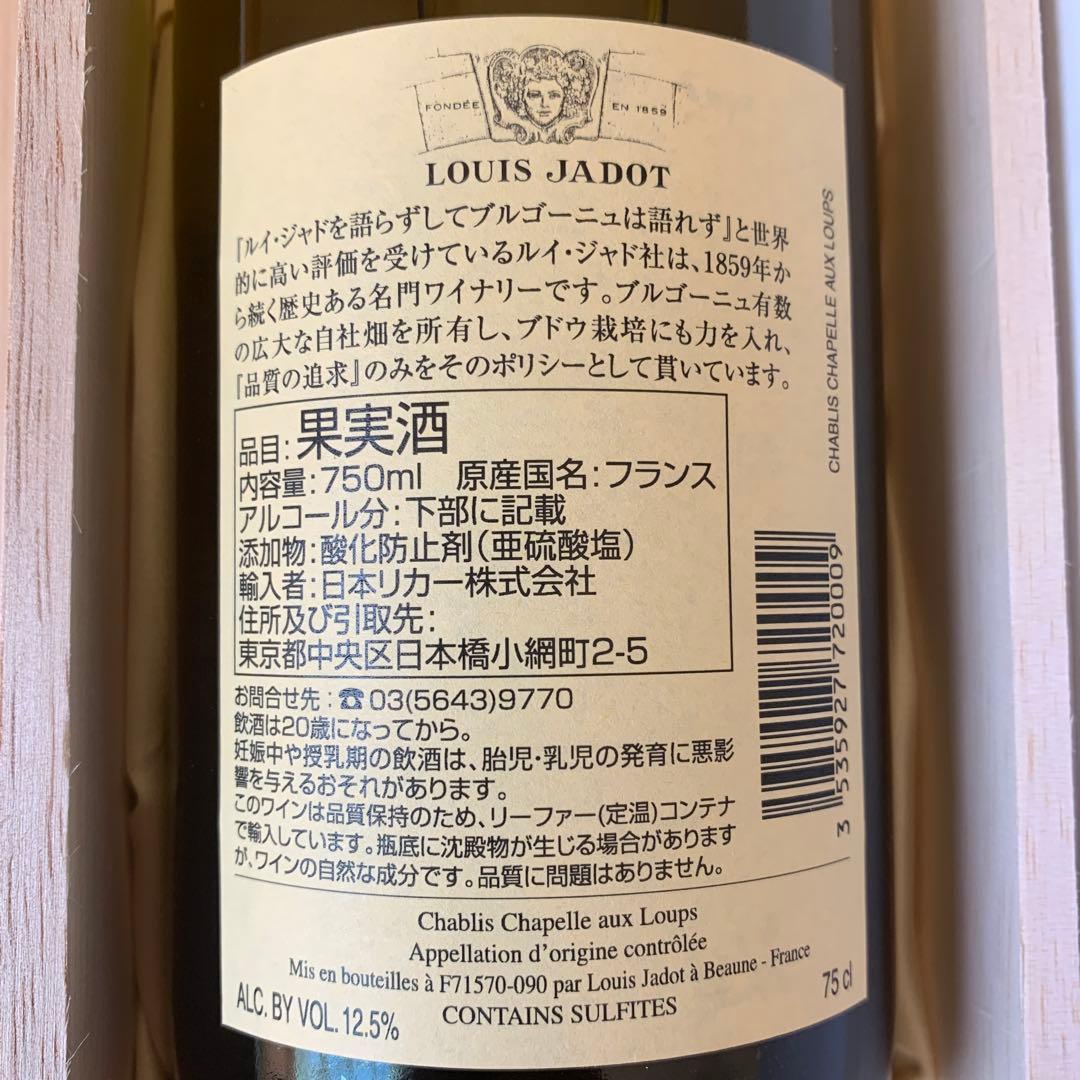 FONDÉE EN 1859
LOUIS JADOT
『ルイ・ジャドを語らずしてブルゴーニュは語れず』と世界
的に高い評価を受けているルイ・ジャド社は、1859年か
ら続く歴史ある名門ワイナリーです。ブルゴーニュ有数
の広大な自社畑を所有し、ブドウ栽培にも力を入れ、
『品質の追求』のみをそのポリシーとして貫いています。
品目:果実酒
内容量:750ml 原産国名:フランス
アルコール分:下部に記載
添加物:酸化防止剤(亜硫酸塩)
輸入者:日本リカー株式会社
住所及び引取先:
東京都中央区日本橋小網町2-5
お問合せ先:☎03(5643)9770
飲酒は20歳になってから。
妊娠中や授乳期の飲酒は、胎児・乳児の発育に悪影
響を与えるおそれがあります。
このワインは品質保持のため、リーファー(定温)コンテナ
で輸入しています。瓶底に沈殿物が生じる場合があります
が、ワインの自然な成分です。品質に問題はありません。
CHABLIS CHAPELLE AUX LOUPS
3 535927 720009
Chablis Chapelle aux Loups
Appellation d'origine contrôlée
Mis en bouteilles à F71570-090 par Louis Jadot à Beaune - France
ALC. BY VOL. 12.5% CONTAINS SULFITES 75 cl